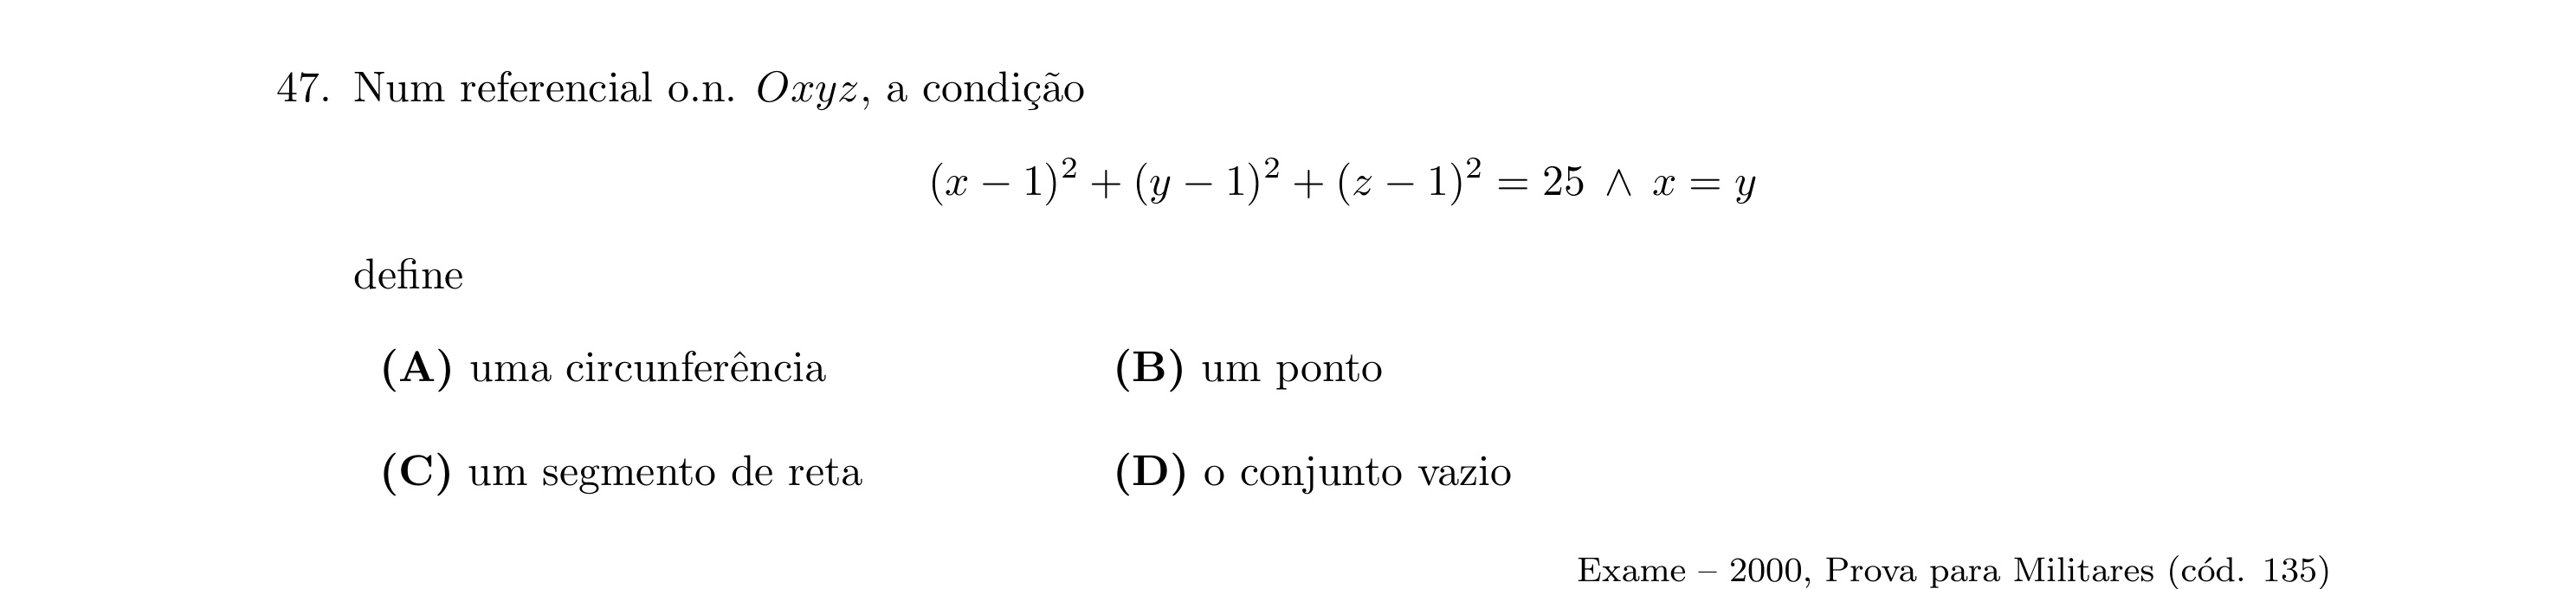 47. Num referencial o.n. Oxyz, a condição
(x − 1)² + (y − 1)² + (z − 1)² = 25 ∧ x = y
define
(A) uma circunferência (B) um ponto
(C) um segmento de reta (D) o conjunto vazio
Exame – 2000, Prova para Militares (cód. 135)